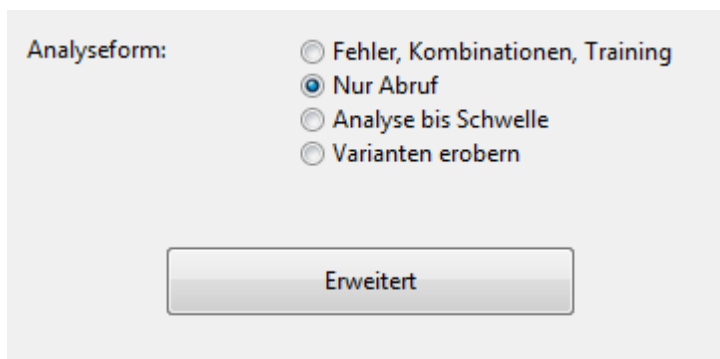 Analyseform:
Fehler, Kombinationen, Training
Nur Abruf
Analyse bis Schwelle
Varianten erobern
Erweitert